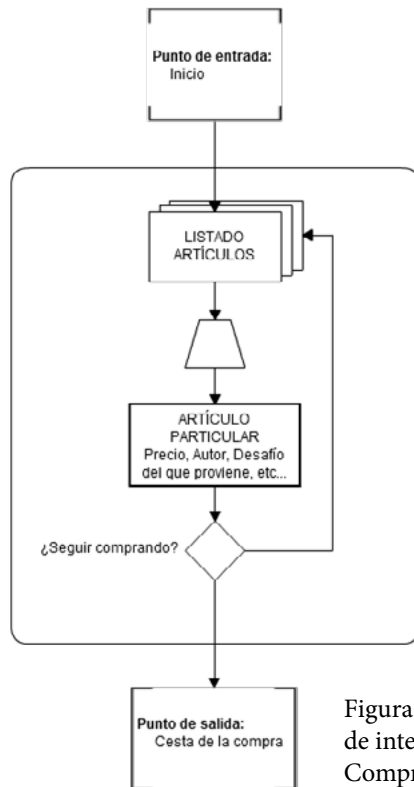 Punto de entrada:
Inicio
LISTADO
ARTÍCULOS
ARTÍCULO
PARTICULAR
Precio, Autor, Desafío
del que proviene, etc...
¿Seguir comprando?
Punto de salida:
Cesta de la compra
Figura
de inte
Compr